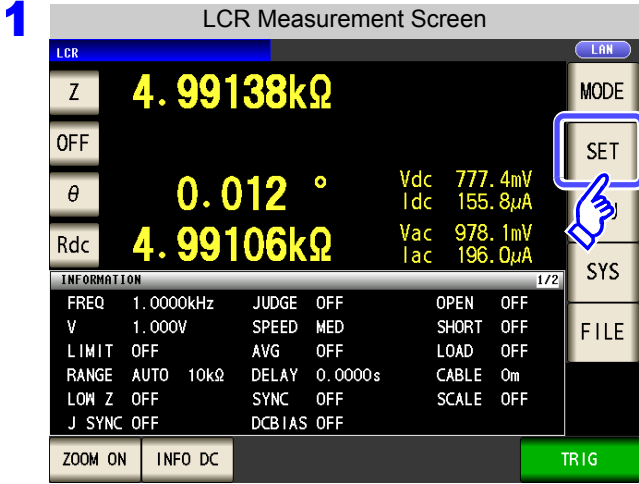 1
LCR Measurement Screen
LCR LAN
Z 4.99138kΩ MODE
OFF SET
θ 0.012 ° Vdc 777.4mV
Idc 155.8μA
Rdc 4.99106kΩ Vac 978.1mV
Iac 196.0μA SYS
INFORMATION 1/2
FREQ 1.0000kHz JUDGE OFF OPEN OFF
V 1.000V SPEED MED SHORT OFF FILE
LIMIT OFF AVG OFF LOAD OFF
RANGE AUTO 10kΩ DELAY 0.0000s CABLE 0m
LOW Z OFF SYNC OFF SCALE OFF
J SYNC OFF DCBIAS OFF
ZOOM ON INFO DC TRIG